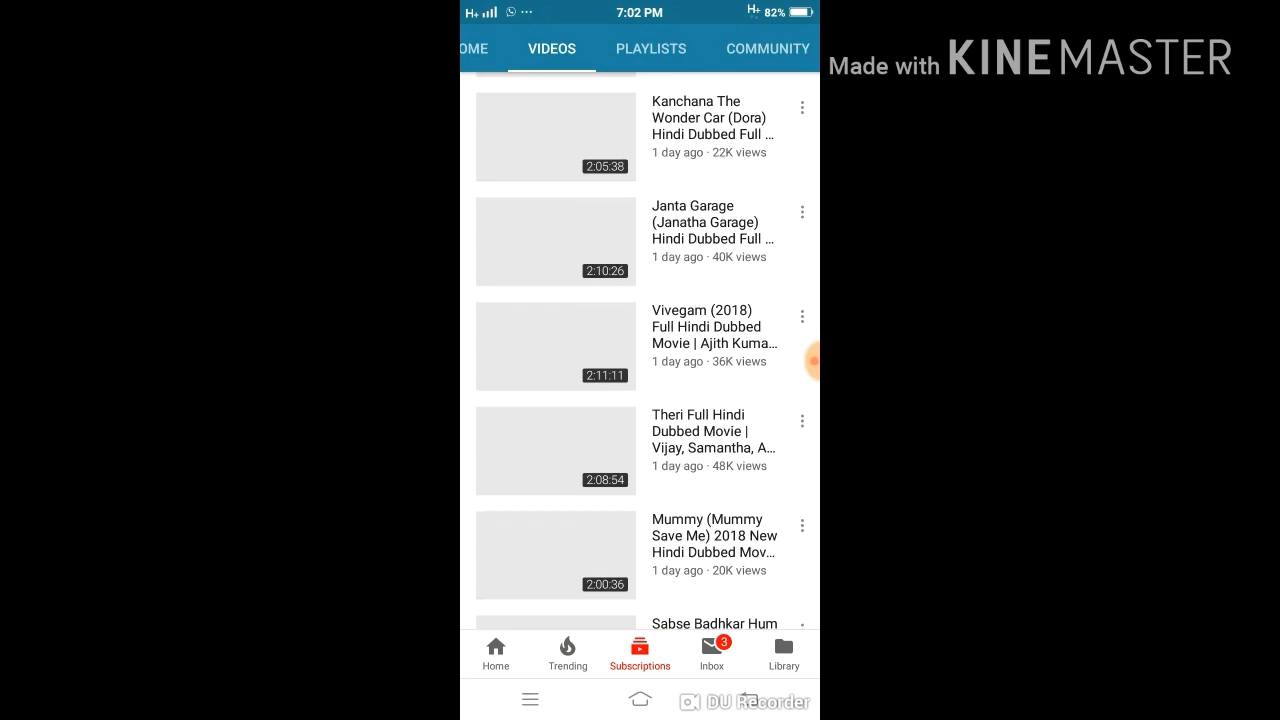 H+ ... 7:02 PM H+ 82%
OME VIDEOS PLAYLISTS COMMUNITY
Made with KINEMASTER
Kanchana The
Wonder Car (Dora)
Hindi Dubbed Full ...
1 day ago · 22K views
2:05:38
Janta Garage
(Janatha Garage)
Hindi Dubbed Full ...
1 day ago · 40K views
2:10:26
Vivegam (2018)
Full Hindi Dubbed
Movie | Ajith Kuma...
1 day ago · 36K views
2:11:11
Theri Full Hindi
Dubbed Movie |
Vijay, Samantha, A...
1 day ago · 48K views
2:08:54
Mummy (Mummy
Save Me) 2018 New
Hindi Dubbed Mov...
1 day ago · 20K views
2:00:36
Sabse Badhkar Hum
3
Home Trending Subscriptions Inbox Library
DU Recorder